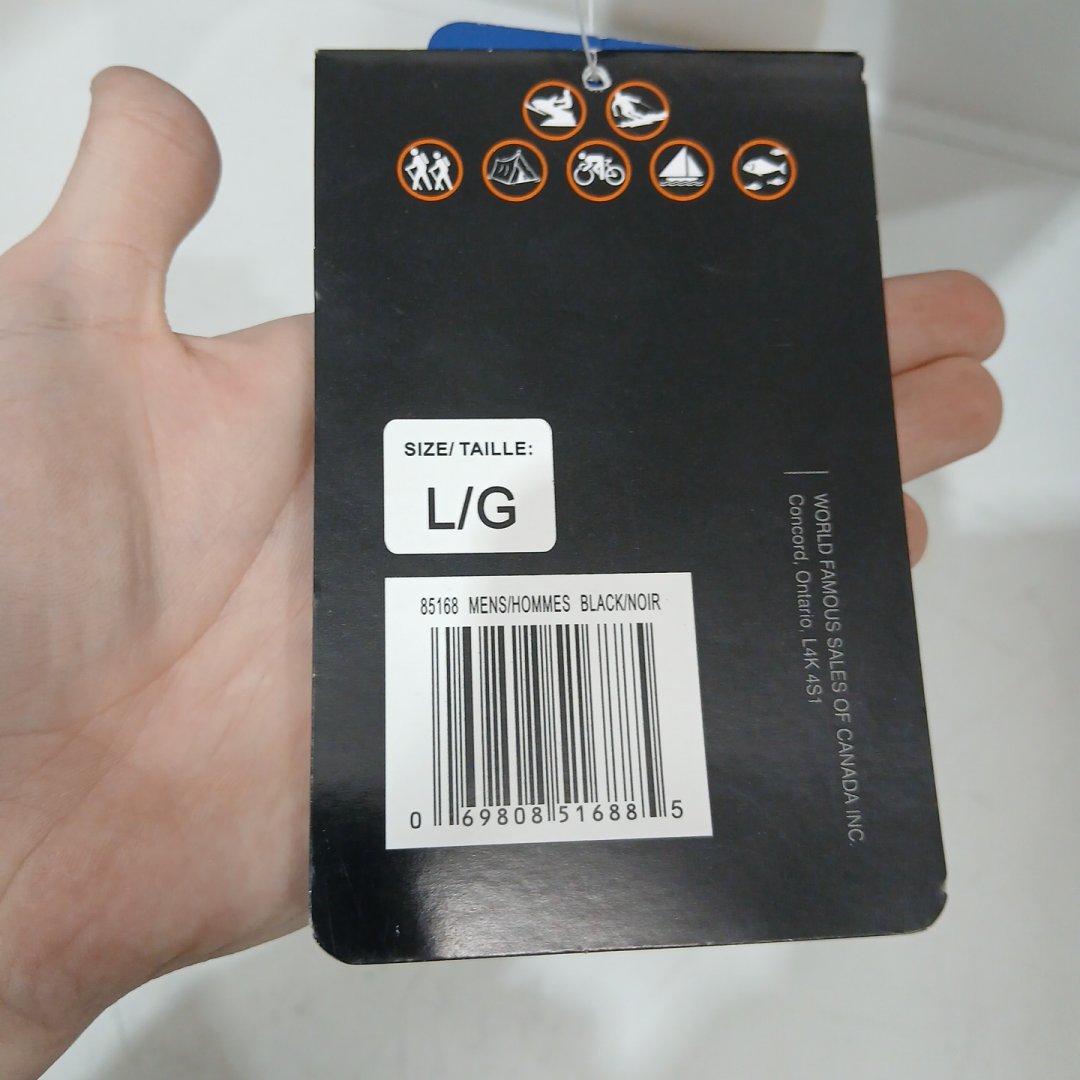 SIZE/ TAILLE:
L/G
85168 MENS/HOMMES BLACK/NOIR
0 69808 51688 5
WORLD FAMOUS SALES OF CANADA INC.
Concord, Ontario, L4K 4S1